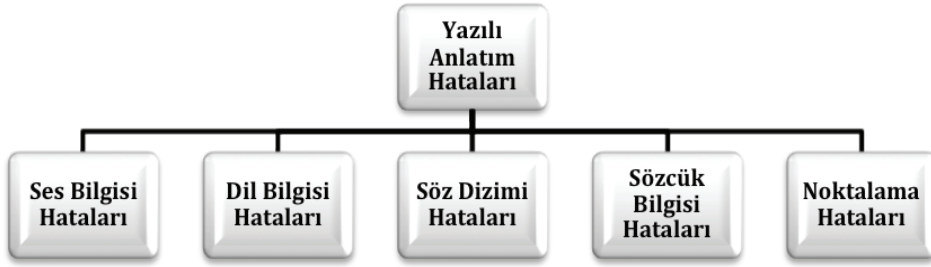 Yazılı
Anlatım
Hataları
Ses Bilgisi
Hataları
Dil Bilgisi
Hataları
Söz Dizimi
Hataları
Sözcük
Bilgisi
Hataları
Noktalama
Hataları